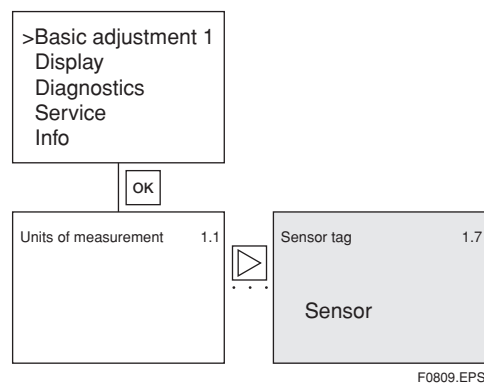 >Basic adjustment 1
Display
Diagnostics
Service
Info
OK
Units of measurement 1.1
Sensor tag 1.7
. . .
Sensor
F0809.EPS